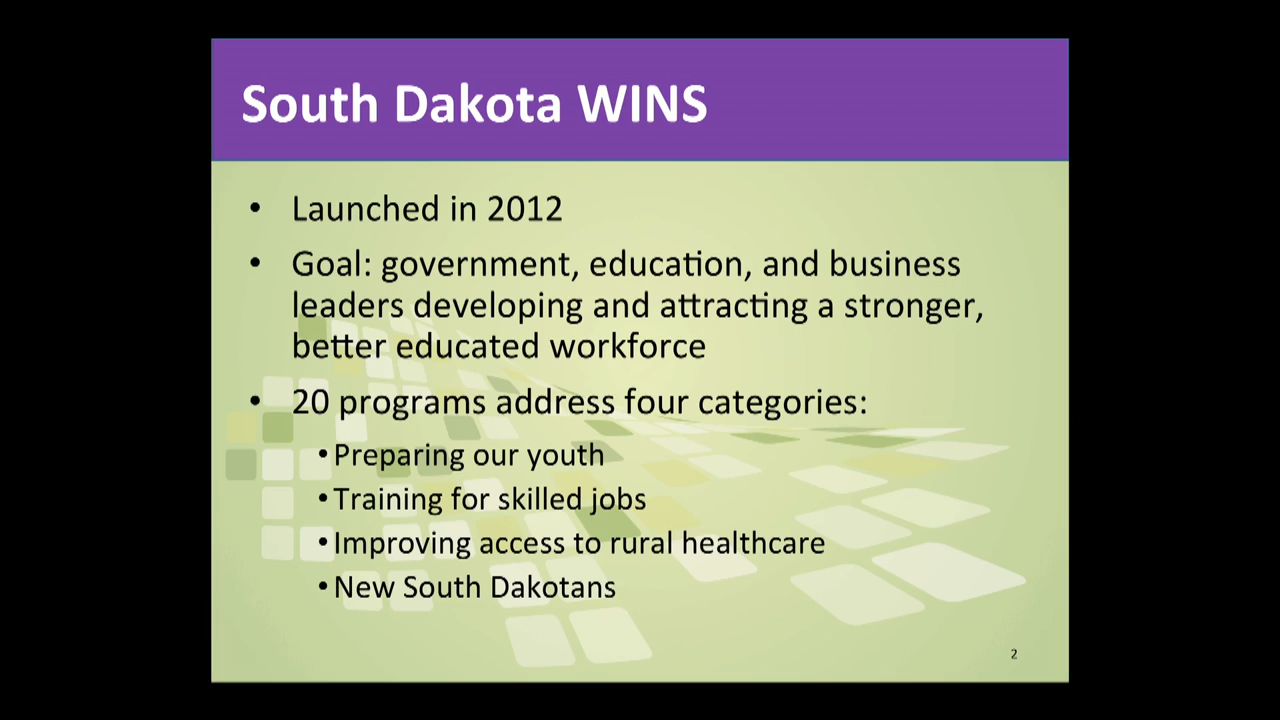 South Dakota WINS
• Launched in 2012
• Goal: government, education, and business
leaders developing and attracting a stronger,
better educated workforce
• 20 programs address four categories:
• Preparing our youth
• Training for skilled jobs
• Improving access to rural healthcare
• New South Dakotans
2